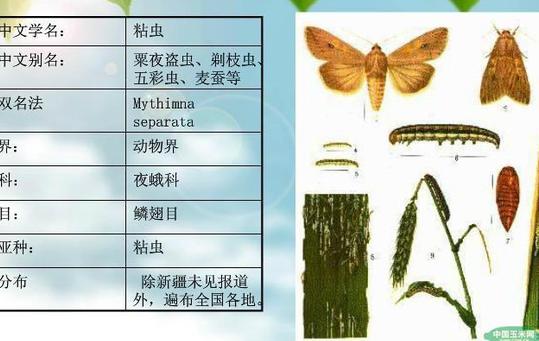 中文学名： 粘虫
中文别名： 粟夜盗虫、剃枝虫、
五彩虫、麦蚕等
双名法 Mythimna
separata
界： 动物界
科： 夜蛾科
目： 鳞翅目
亚种： 粘虫
分布 除新疆未见报道
外，遍布全国各地。
4
5
6
7
8
9
中国玉米网